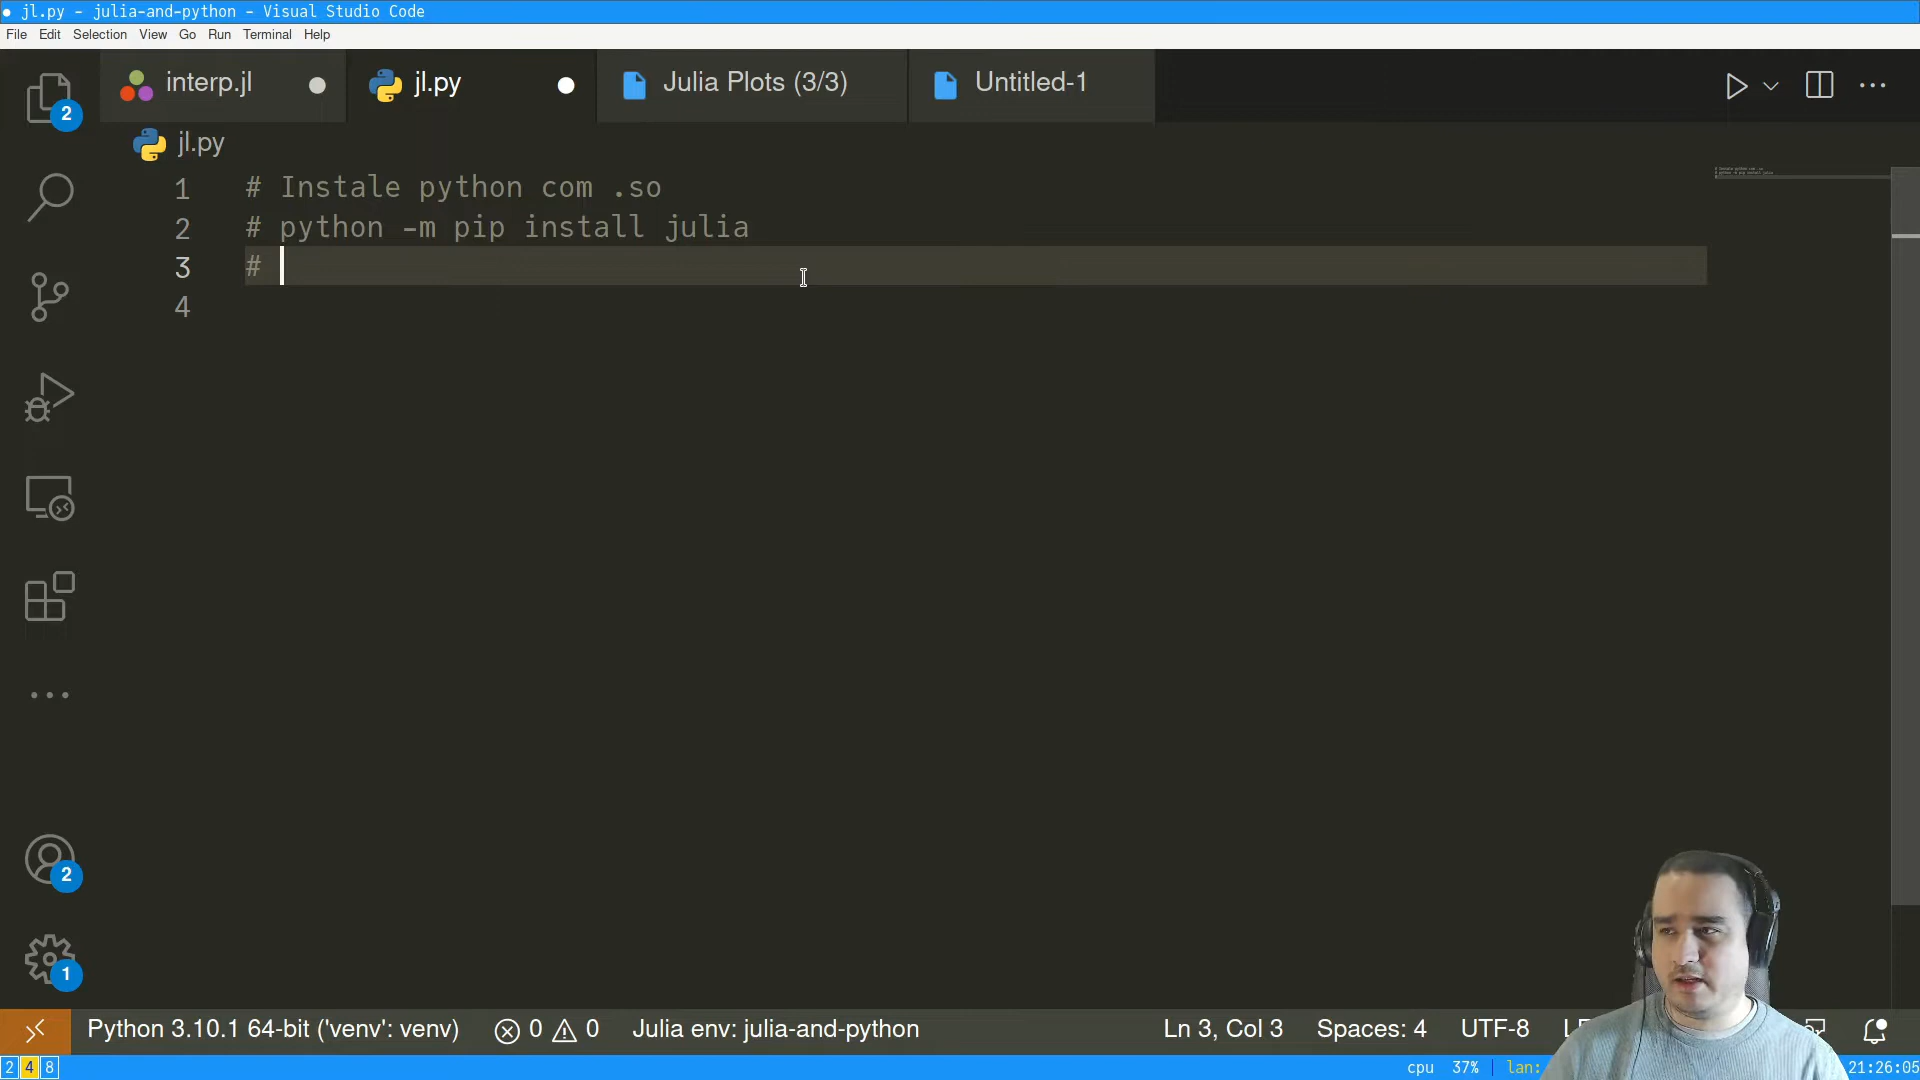 ● jl.py - julia-and-python - Visual Studio Code
File Edit Selection View Go Run Terminal Help
interp.jl jl.py Julia Plots (3/3) Untitled-1
2
jl.py
1 # Instale python com .so
2 # python -m pip install julia
3 #
4
2
1
Python 3.10.1 64-bit ('venv': venv) 0 0 Julia env: julia-and-python Ln 3, Col 3 Spaces: 4 UTF-8
2 4 8 cpu 37% lan: 21:26:05